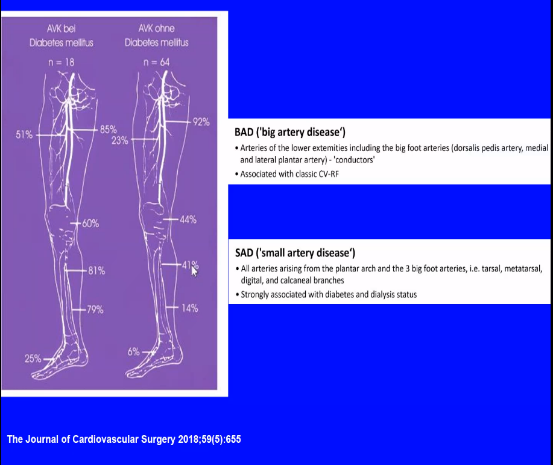 AVK bei
Diabetes mellitus
n = 18
AVK ohne
Diabetes mellitus
n = 64
51%
85%
60%
81%
79%
25%
92%
23%
44%
41%
14%
6%
BAD ('big artery disease')
• Arteries of the lower extemities including the big foot arteries (dorsalis pedis artery, medial
and lateral plantar artery) - 'conductors'
• Associated with classic CV-RF
SAD ('small artery disease')
• All arteries arising from the plantar arch and the 3 big foot arteries, i.e. tarsal, metatarsal,
digital, and calcaneal branches
• Strongly associated with diabetes and dialysis status
The Journal of Cardiovascular Surgery 2018;59(5):655